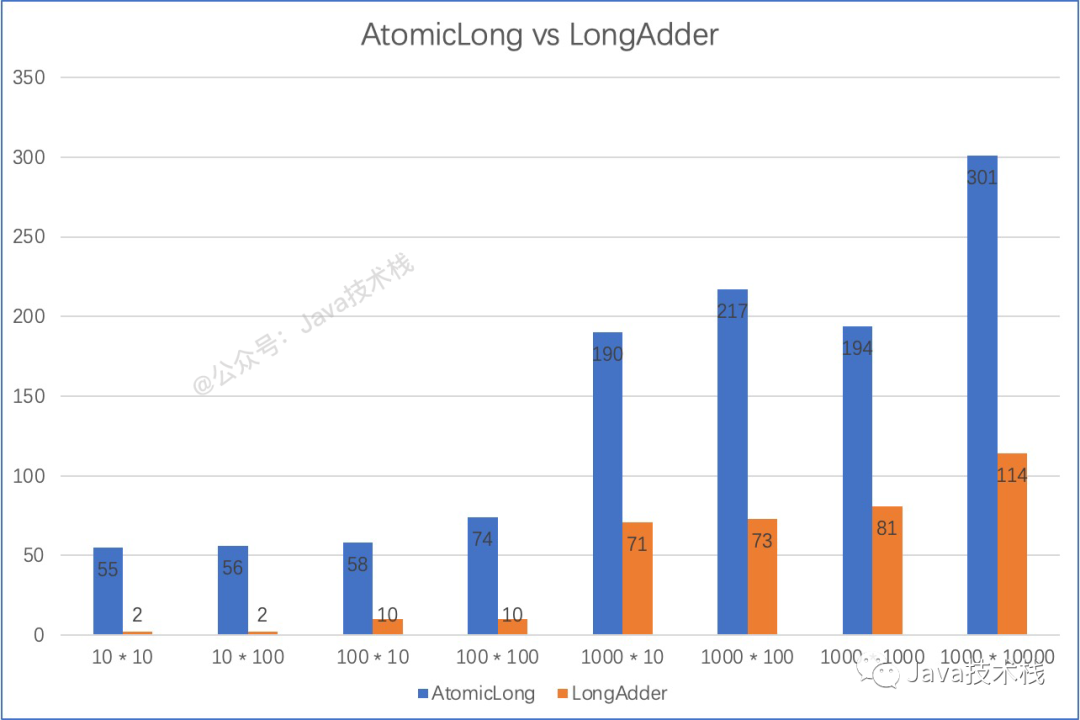 AtomicLong vs LongAdder
350
300
250
200
150
100
50
0
@公众号：Java技术栈
55 2 56 2 58 10 74 10 190 71 217 73 194 81 301 114
10 * 10 10 * 100 100 * 10 100 * 100 1000 * 10 1000 * 100 1000 * 1000 1000 * 10000
AtomicLong LongAdder
Java技术栈